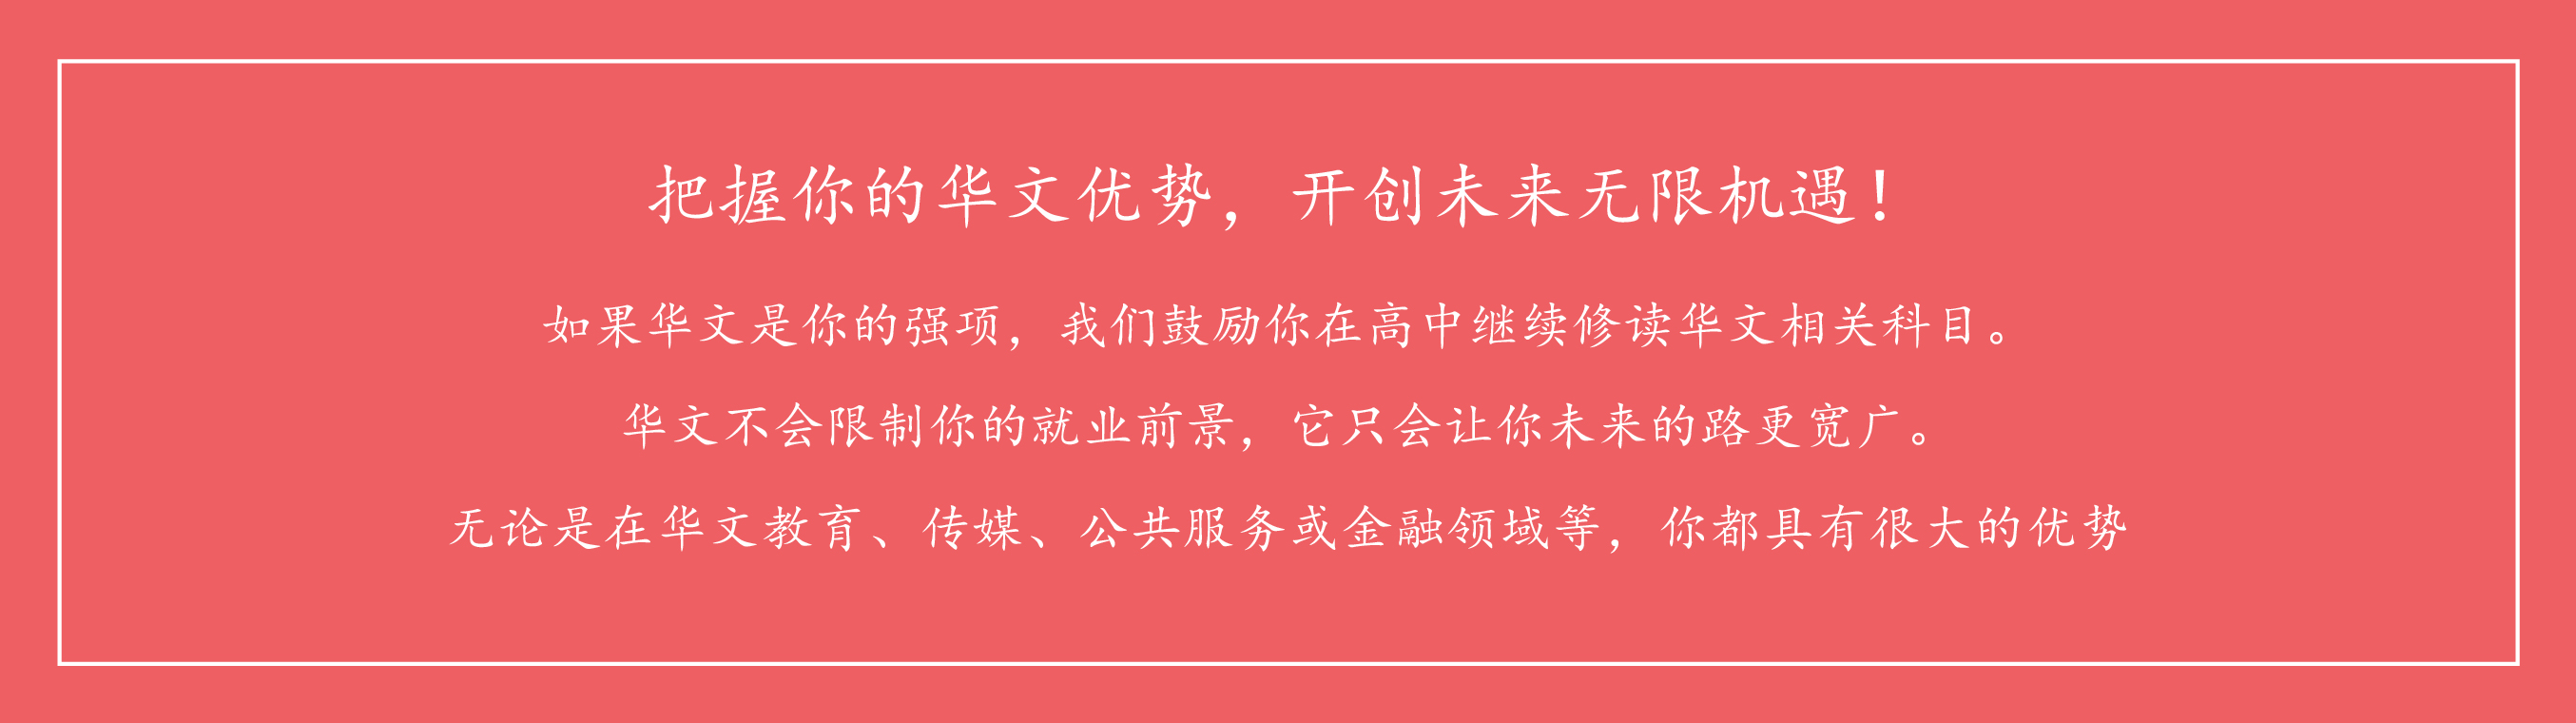 把握你的华文优势，开创未来无限机遇！
如果华文是你的强项，我们鼓励你在高中继续修读华文相关科目。
华文不会限制你的就业前景，它只会让你未来的路更宽广。
无论是在华文教育、传媒、公共服务或金融领域等，你都具有很大的优势